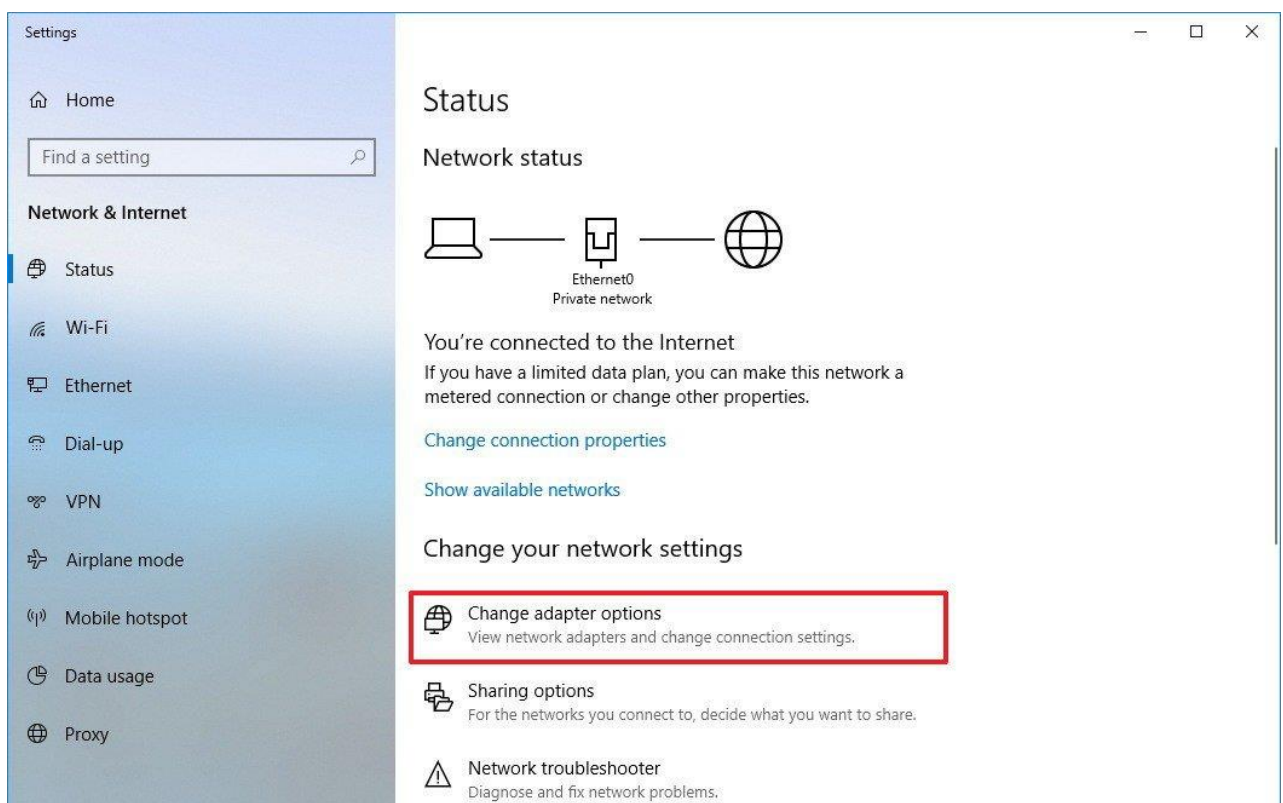 Settings
Home
Find a setting
Network & Internet
Status
Wi-Fi
Ethernet
Dial-up
VPN
Airplane mode
Mobile hotspot
Data usage
Proxy
Status
Network status
Ethernet0
Private network
You're connected to the Internet
If you have a limited data plan, you can make this network a
metered connection or change other properties.
Change connection properties
Show available networks
Change your network settings
Change adapter options
View network adapters and change connection settings.
Sharing options
For the networks you connect to, decide what you want to share.
Network troubleshooter
Diagnose and fix network problems.